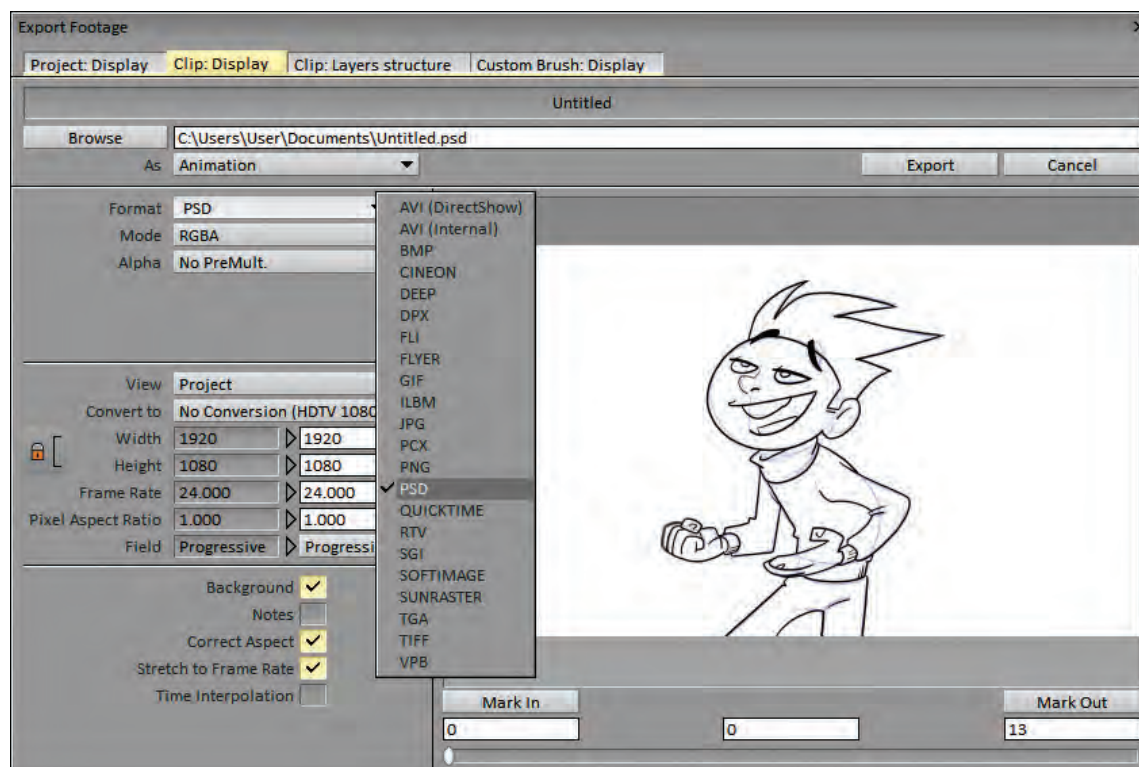 Export Footage
Project: Display Clip: Display Clip: Layers structure Custom Brush: Display
Untitled
Browse C:\Users\User\Documents\Untitled.psd
As Animation Export Cancel
Format PSD
Mode RGBA
Alpha No PreMult.
AVI (DirectShow)
AVI (Internal)
BMP
CINEON
DEEP
DPX
FLI
FLYER
GIF
ILBM
JPG
PCX
PNG
PSD
QUICKTIME
RTV
SGI
SOFTIMAGE
SUNRASTER
TGA
TIFF
VPB
View Project
Convert to No Conversion (HDTV 1080
Width 1920 1920
Height 1080 1080
Frame Rate 24.000 24.000
Pixel Aspect Ratio 1.000 1.000
Field Progressive Progressi
Background
Notes
Correct Aspect
Stretch to Frame Rate
Time Interpolation
Mark In Mark Out
0 0 13